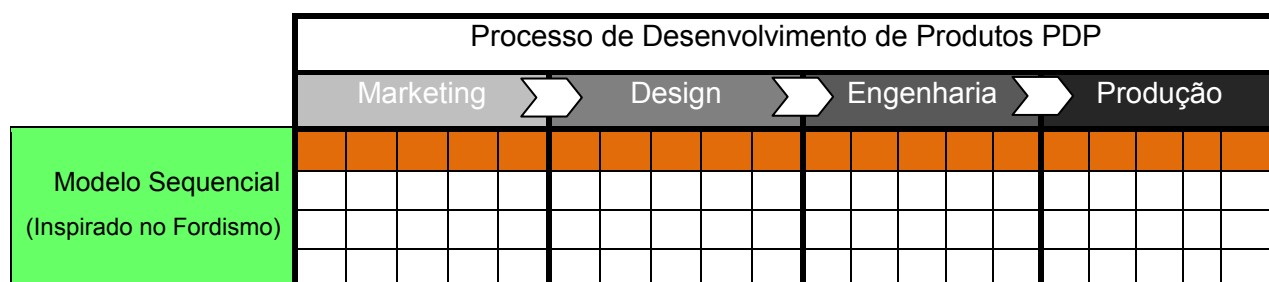 Processo de Desenvolvimento de Produtos PDP
Marketing Design Engenharia Produção
Modelo Sequencial
(Inspirado no Fordismo)